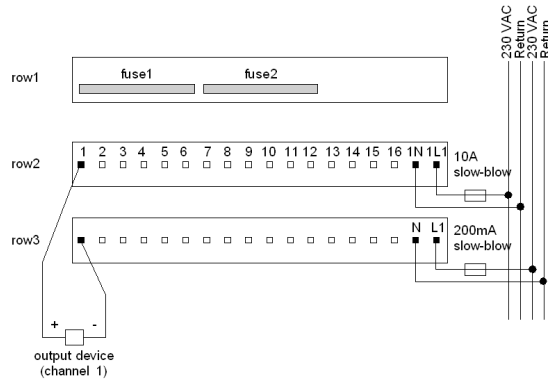 230 VAC
Return
230 VAC
Return
fuse1 fuse2
row1
1 2 3 4 5 6 7 8 9 10 11 12 13 14 15 16 1N 1L1
row2
10A
slow-blow
N L1
row3
200mA
slow-blow
+ -
output device
(channel 1)